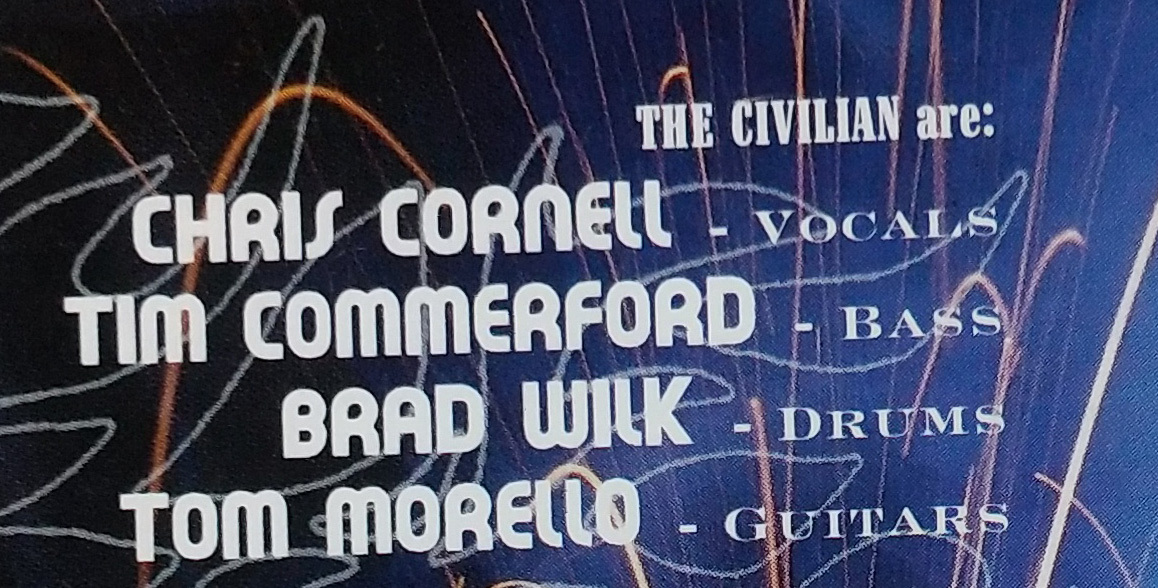 THE CIVILIAN are:
CHRIS CORNELL - VOCALS
TIM COMMERFORD - BASS
BRAD WILK - DRUMS
TOM MORELLO - GUITARS